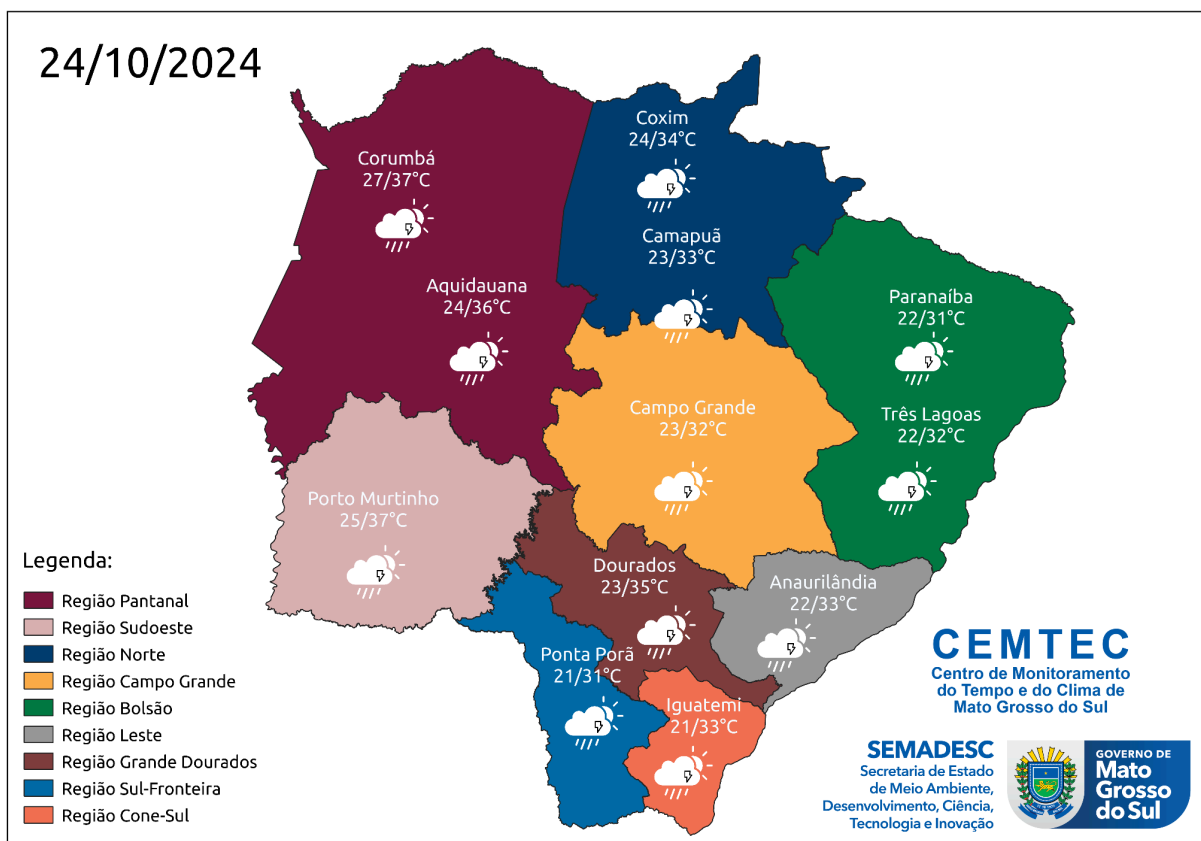 24/10/2024
Coxim
24/34°C
Corumbá
27/37°C
Camapuã
23/33°C
Aquidauana
24/36°C
Paranaíba
22/31°C
Campo Grande
23/32°C
Três Lagoas
22/32°C
Porto Murtinho
25/37°C
Dourados
23/35°C
Anaurilândia
22/33°C
Ponta Porã
21/31°C
Iguatemi
21/33°C
Legenda:
Região Pantanal
Região Sudoeste
Região Norte
Região Campo Grande
Região Bolsão
Região Leste
Região Grande Dourados
Região Sul-Fronteira
Região Cone-Sul
CEMTEC
Centro de Monitoramento
do Tempo e do Clima de
Mato Grosso do Sul
SEMADESC
Secretaria de Estado
de Meio Ambiente,
Desenvolvimento, Ciência,
Tecnologia e Inovação
GOVERNO DE
Mato
Grosso
do Sul